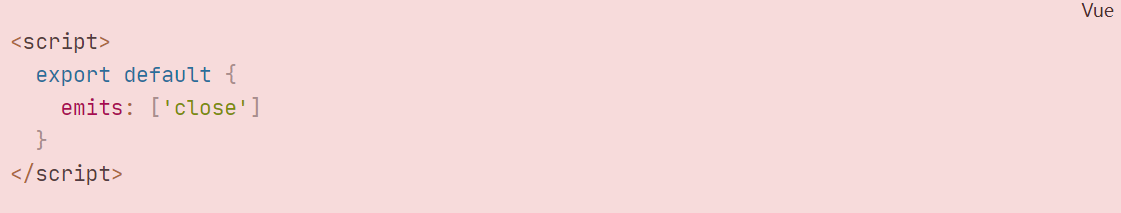 Vue
<script>
  export default {
    emits: ['close']
  }
</script>